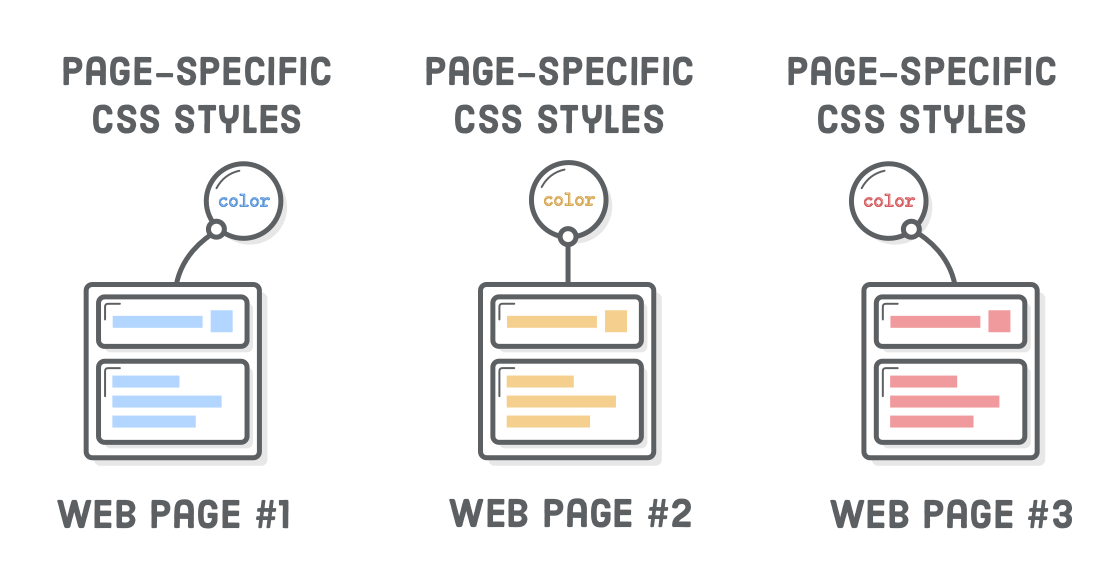 PAGE-SPECIFIC
CSS STYLES
color
WEB PAGE #1
PAGE-SPECIFIC
CSS STYLES
color
WEB PAGE #2
PAGE-SPECIFIC
CSS STYLES
color
WEB PAGE #3